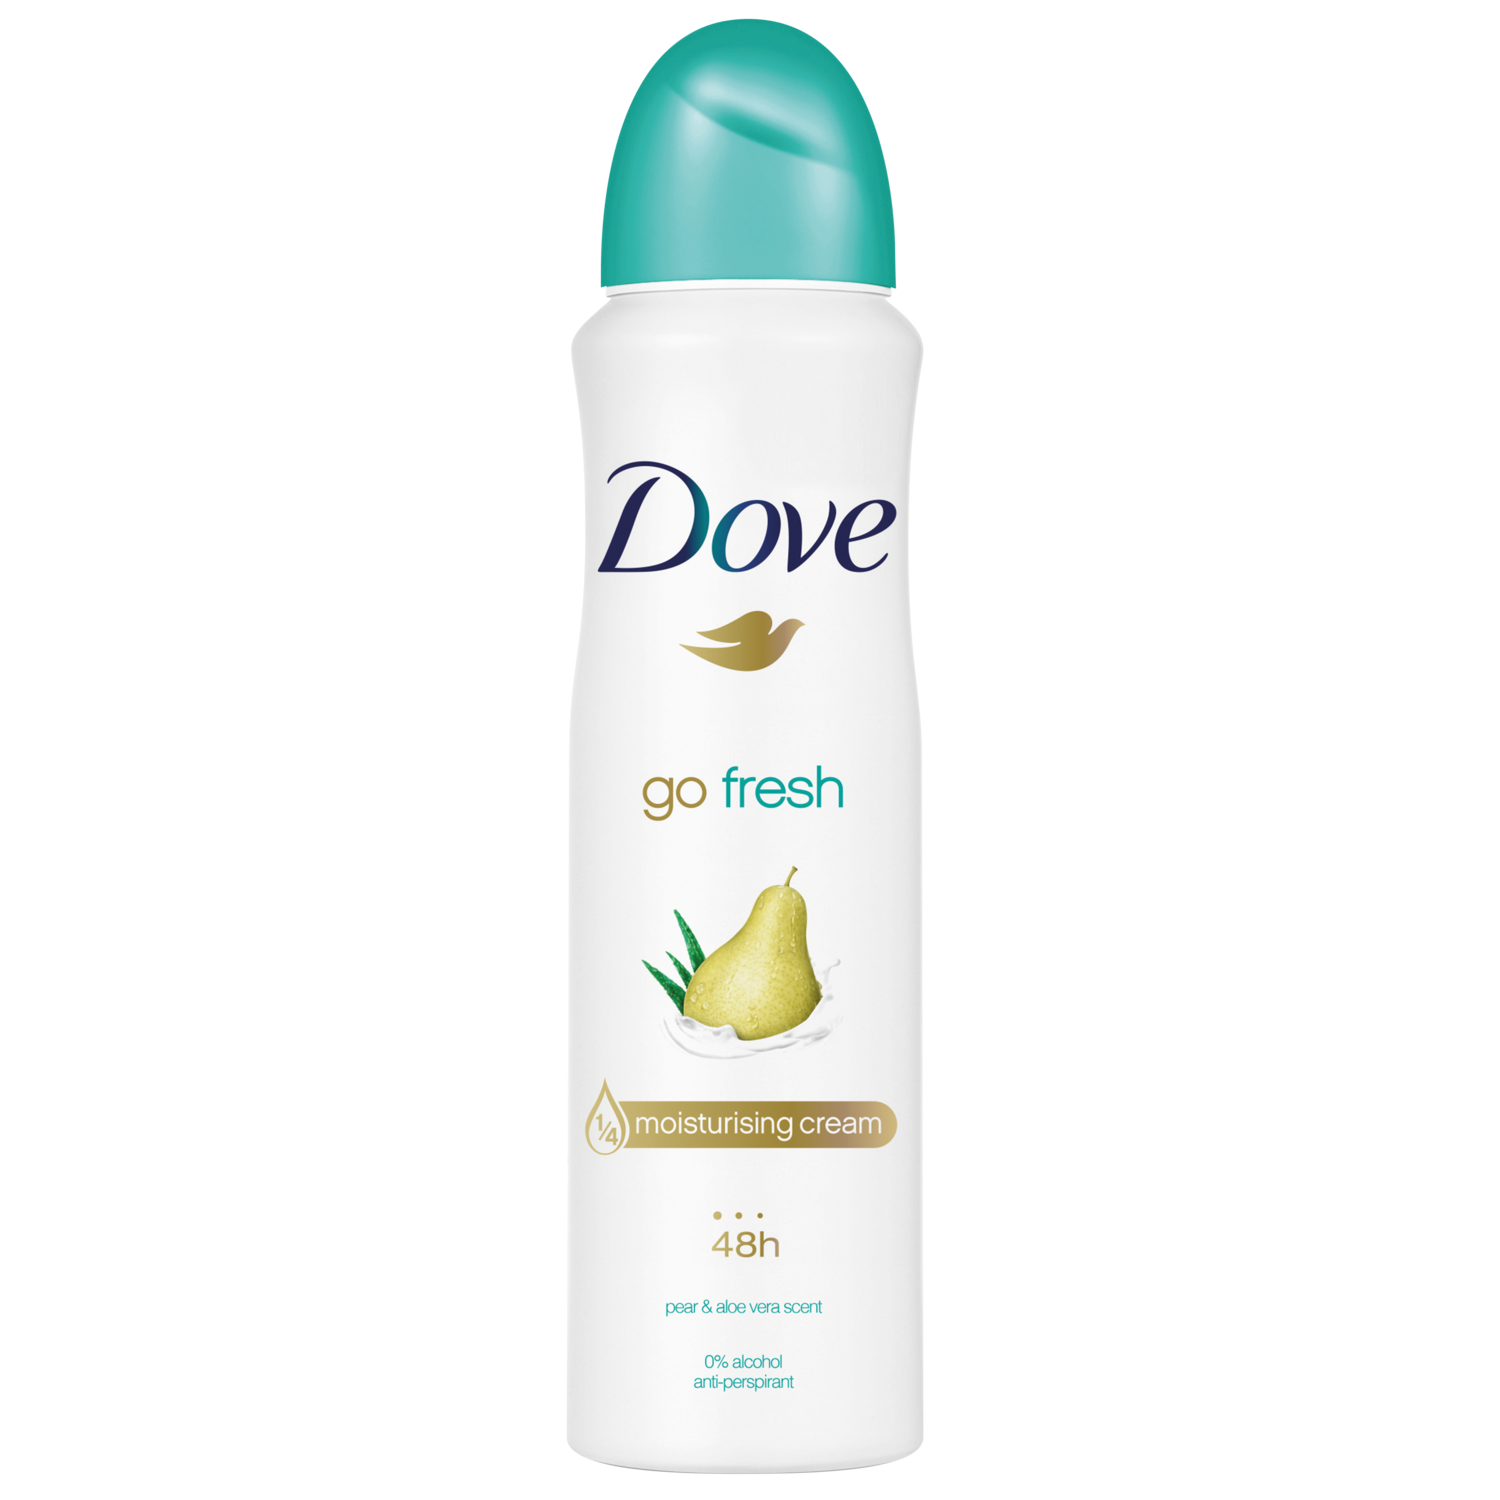 Dove
go fresh
1/4 moisturising cream
48h
pear & aloe vera scent
0% alcohol
anti-perspirant